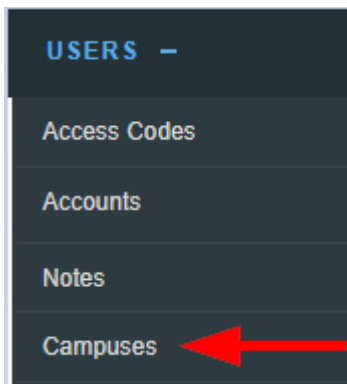 USERS –
Access Codes
Accounts
Notes
Campuses